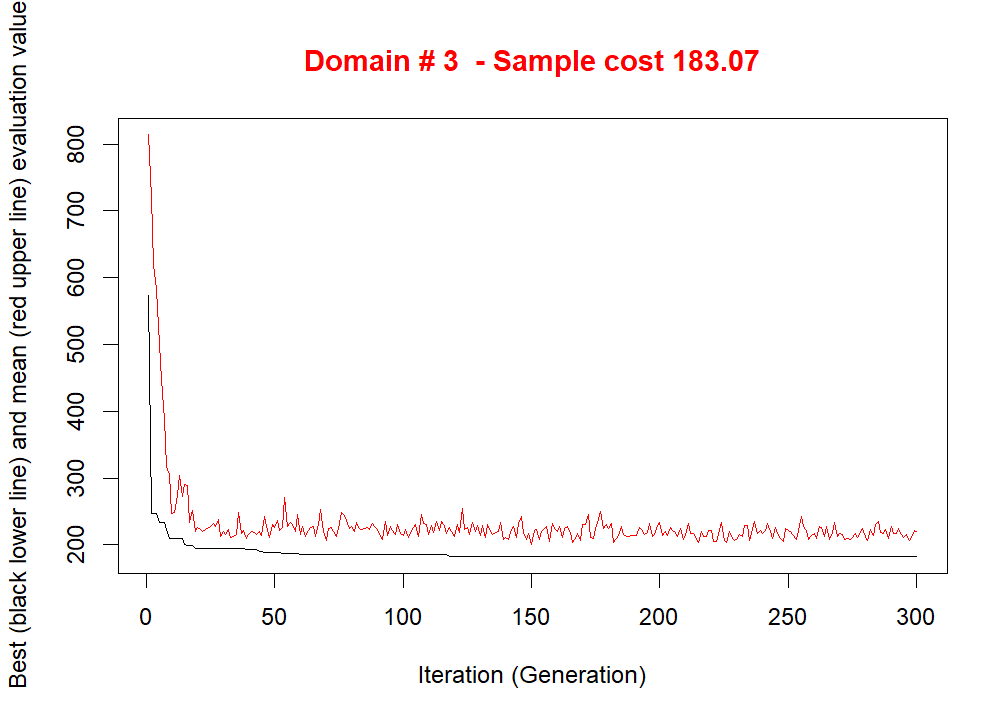 Domain # 3  - Sample cost 183.07
Best (black lower line) and mean (red upper line) evaluation value
800
700
600
500
400
300
200
0 50 100 150 200 250 300
Iteration (Generation)